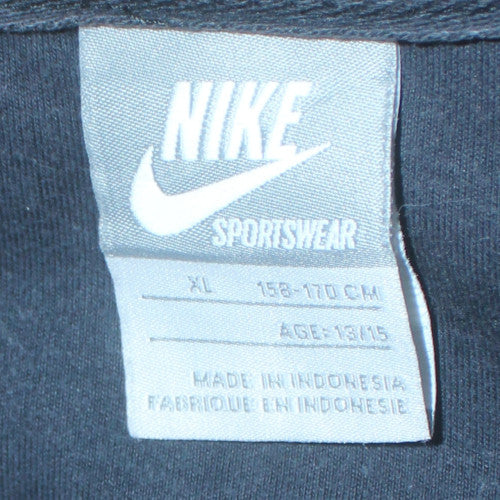 NIKE
SPORTSWEAR
XL 158-170 CM
AGE: 13/15
MADE IN INDONESIA
FABRIQUE EN INDONESIE